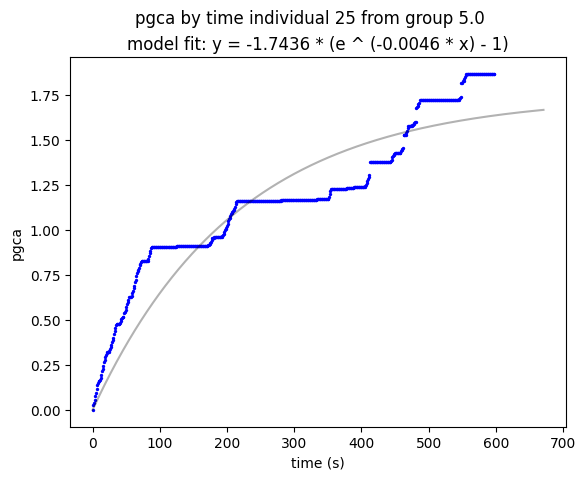 pgca by time individual 25 from group 5.0
model fit: y = -1.7436 * (e ^ (-0.0046 * x) - 1)
1.75
1.50
1.25
1.00
0.75
0.50
0.25
0.00
pgca
0 100 200 300 400 500 600 700
time (s)